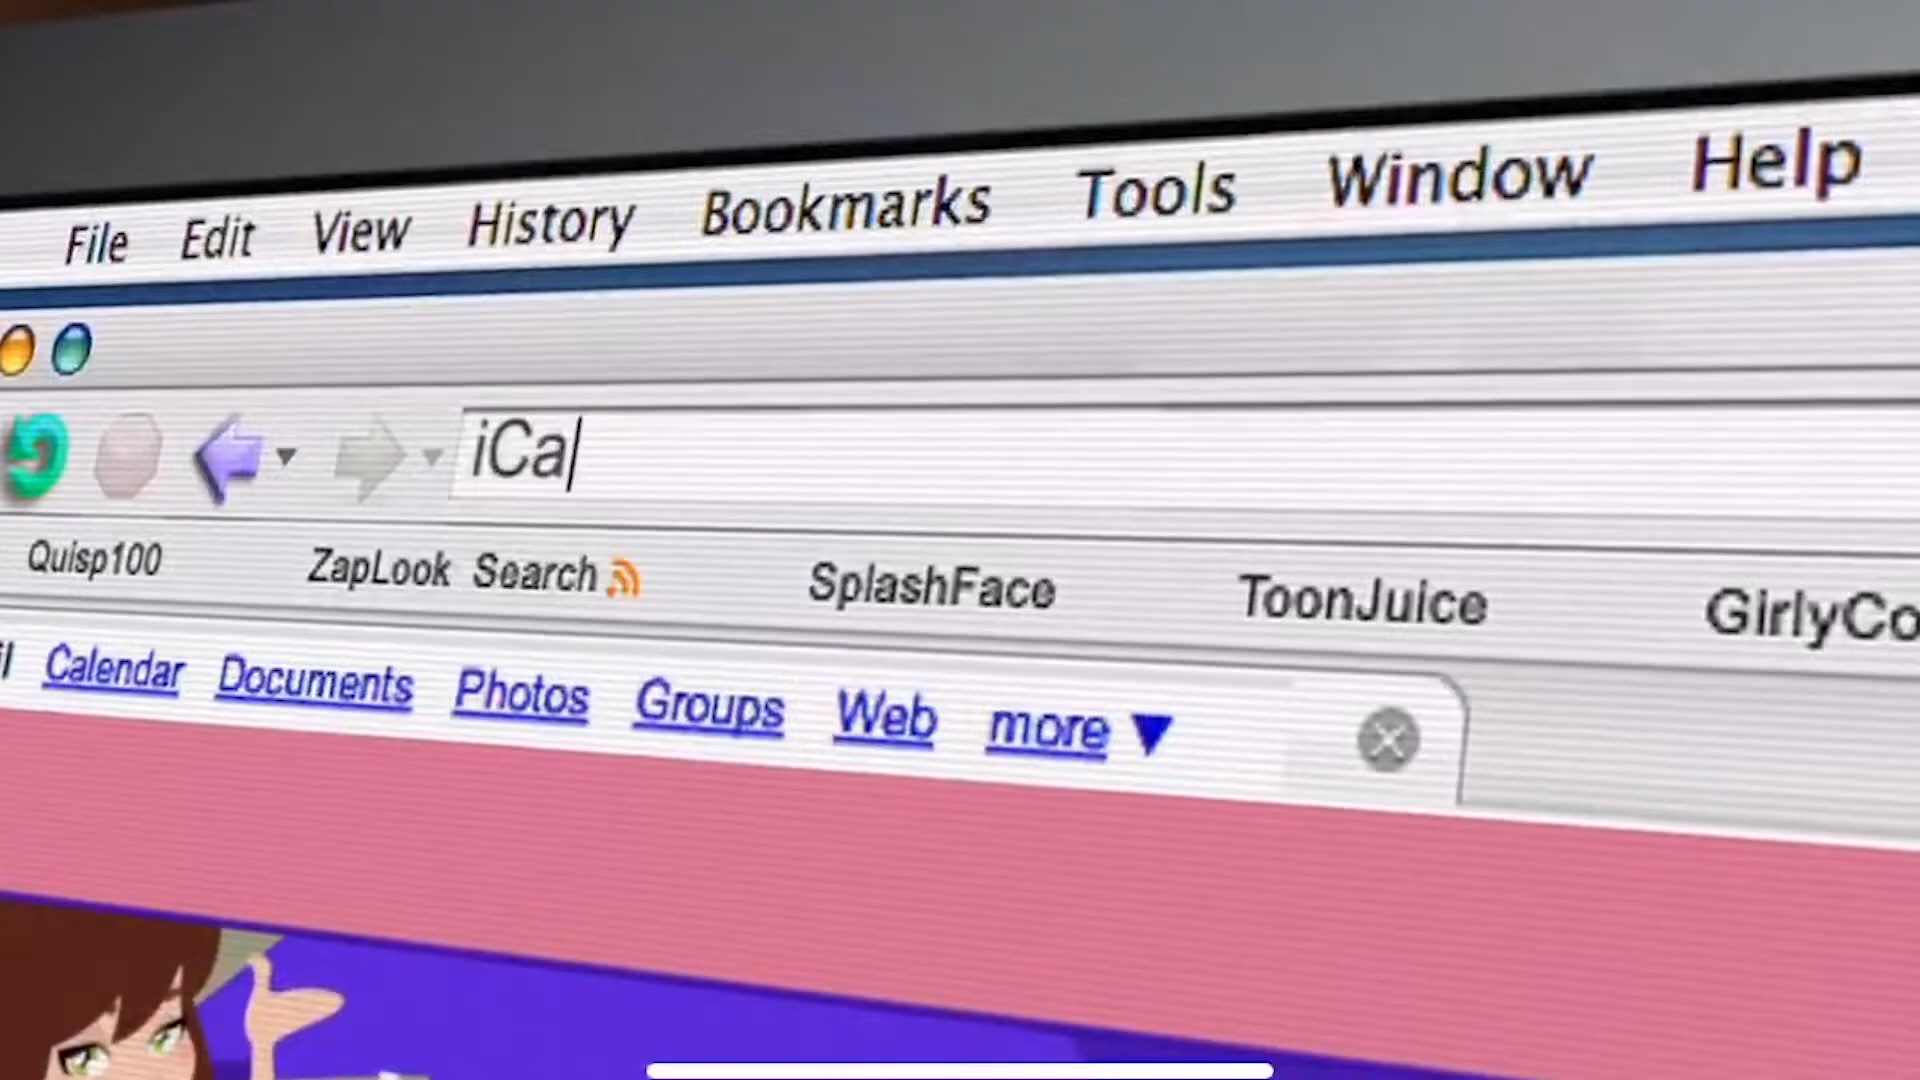 File Edit View History Bookmarks Tools Window Help
iCa
Quisp100 ZapLook Search SplashFace ToonJuice
Calendar Documents Photos Groups Web more